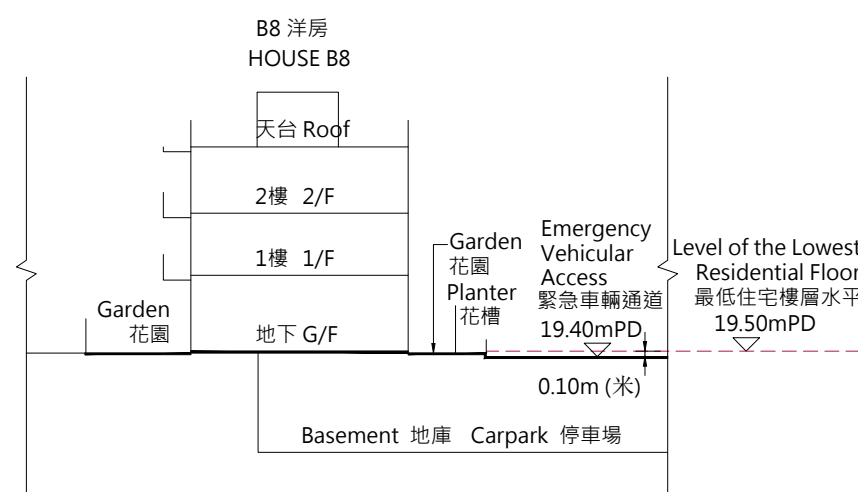 B8 洋房
HOUSE B8
天台 Roof
2樓 2/F
1樓 1/F
地下 G/F
Garden
花園
Garden
花園
Planter
花槽
Emergency
Vehicular
Access
緊急車輛通道
19.40mPD
0.10m (米)
Level of the Lowest
Residential Floor
最低住宅樓層水平
19.50mPD
Basement 地庫 Carpark 停車場